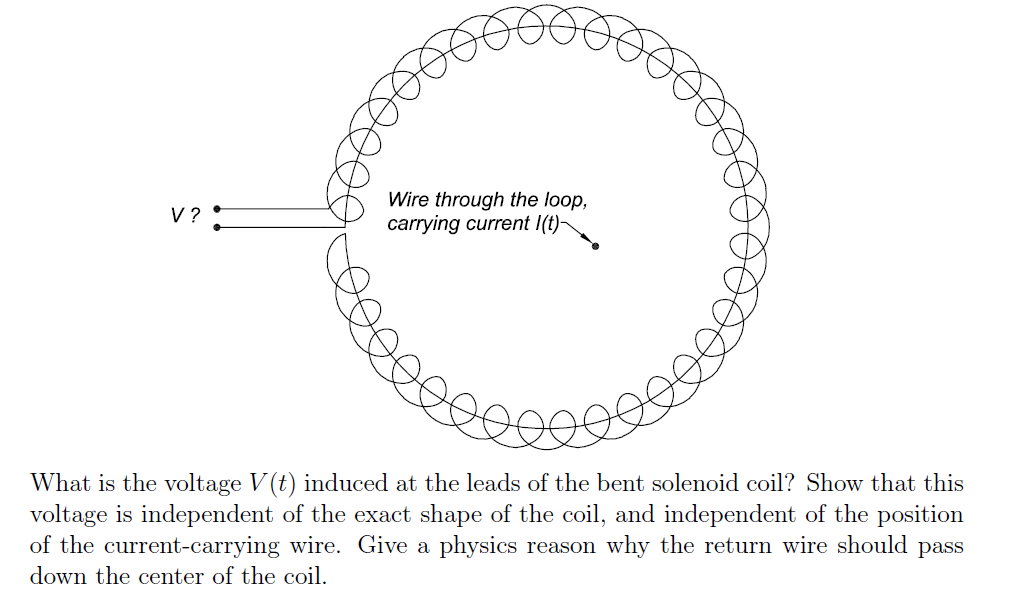 Wire through the loop,
V ?
carrying current I(t)
What is the voltage V(t) induced at the leads of the bent solenoid coil? Show that this
voltage is independent of the exact shape of the coil, and independent of the position
of the current-carrying wire. Give a physics reason why the return wire should pass
down the center of the coil.